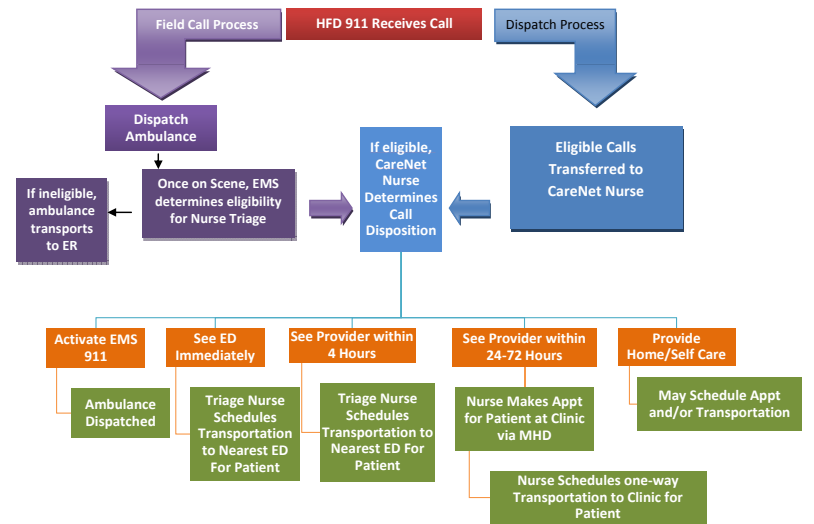 Field Call Process
HFD 911 Receives Call
Dispatch Process
Dispatch
Ambulance
If eligible,
CareNet
Nurse
Determines
Call
Disposition
Eligible Calls
Transferred to
CareNet Nurse
If ineligible,
ambulance
transports
to ER
Once on Scene, EMS
determines eligibility
for Nurse Triage
Activate EMS
911
See ED
Immediately
See Provider within
4 Hours
See Provider within
24-72 Hours
Provide
Home/Self Care
Ambulance
Dispatched
Triage Nurse
Schedules
Transportation
to Nearest ED
For Patient
Triage Nurse
Schedules
Transportation to
Nearest ED For
Patient
Nurse Makes Appt
for Patient at Clinic
via MHD
May Schedule Appt
and/or Transportation
Nurse Schedules one-way
Transportation to Clinic for
Patient